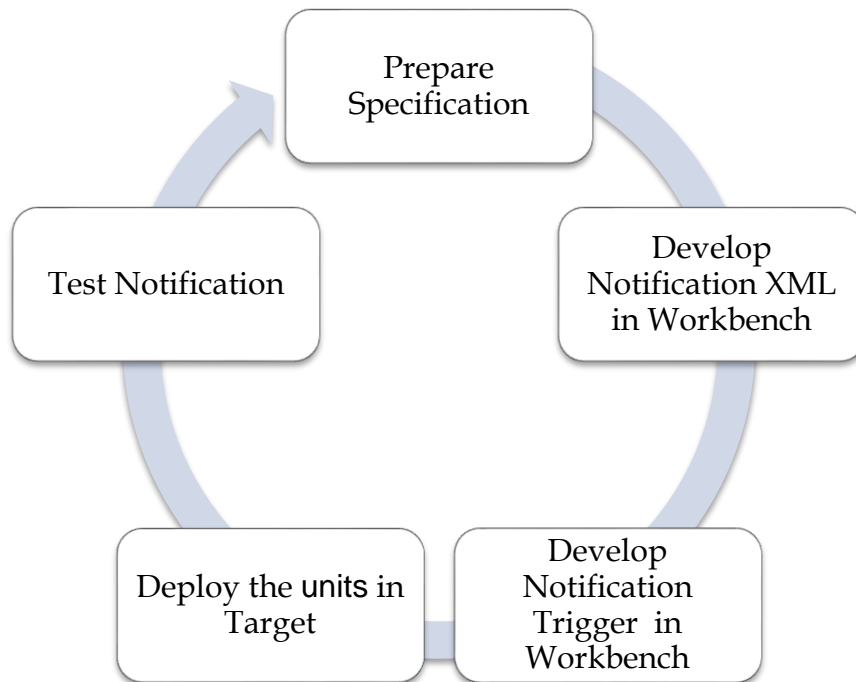 Prepare
Specification
Develop
Notification XML
in Workbench
Develop
Notification
Trigger in
Workbench
Deploy the units in
Target
Test Notification